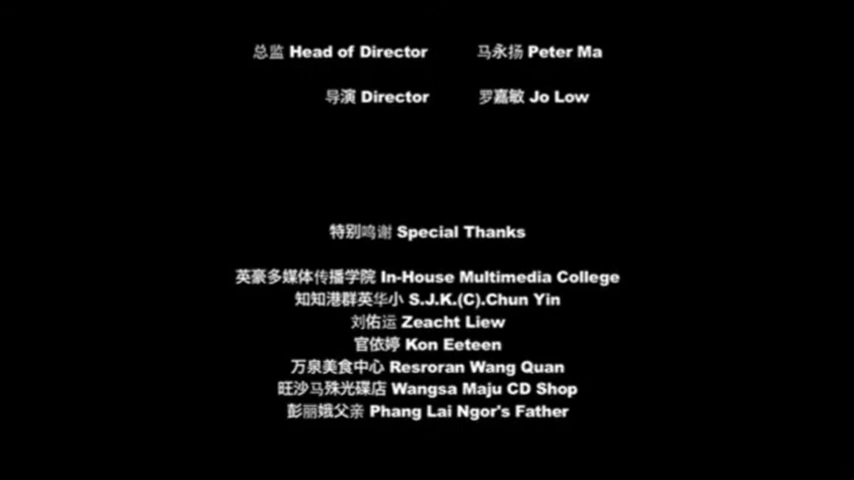 总监 Head of Director 马永扬 Peter Ma
导演 Director 罗嘉敏 Jo Low
特别鸣谢 Special Thanks
英豪多媒体传播学院 In-House Multimedia College
知知港群英华小 S.J.K.(C).Chun Yin
刘佑运 Zeacht Liew
官依婷 Kon Eeteen
万泉美食中心 Resroran Wang Quan
旺沙马殊光碟店 Wangsa Maju CD Shop
彭丽娥父亲 Phang Lai Ngor's Father